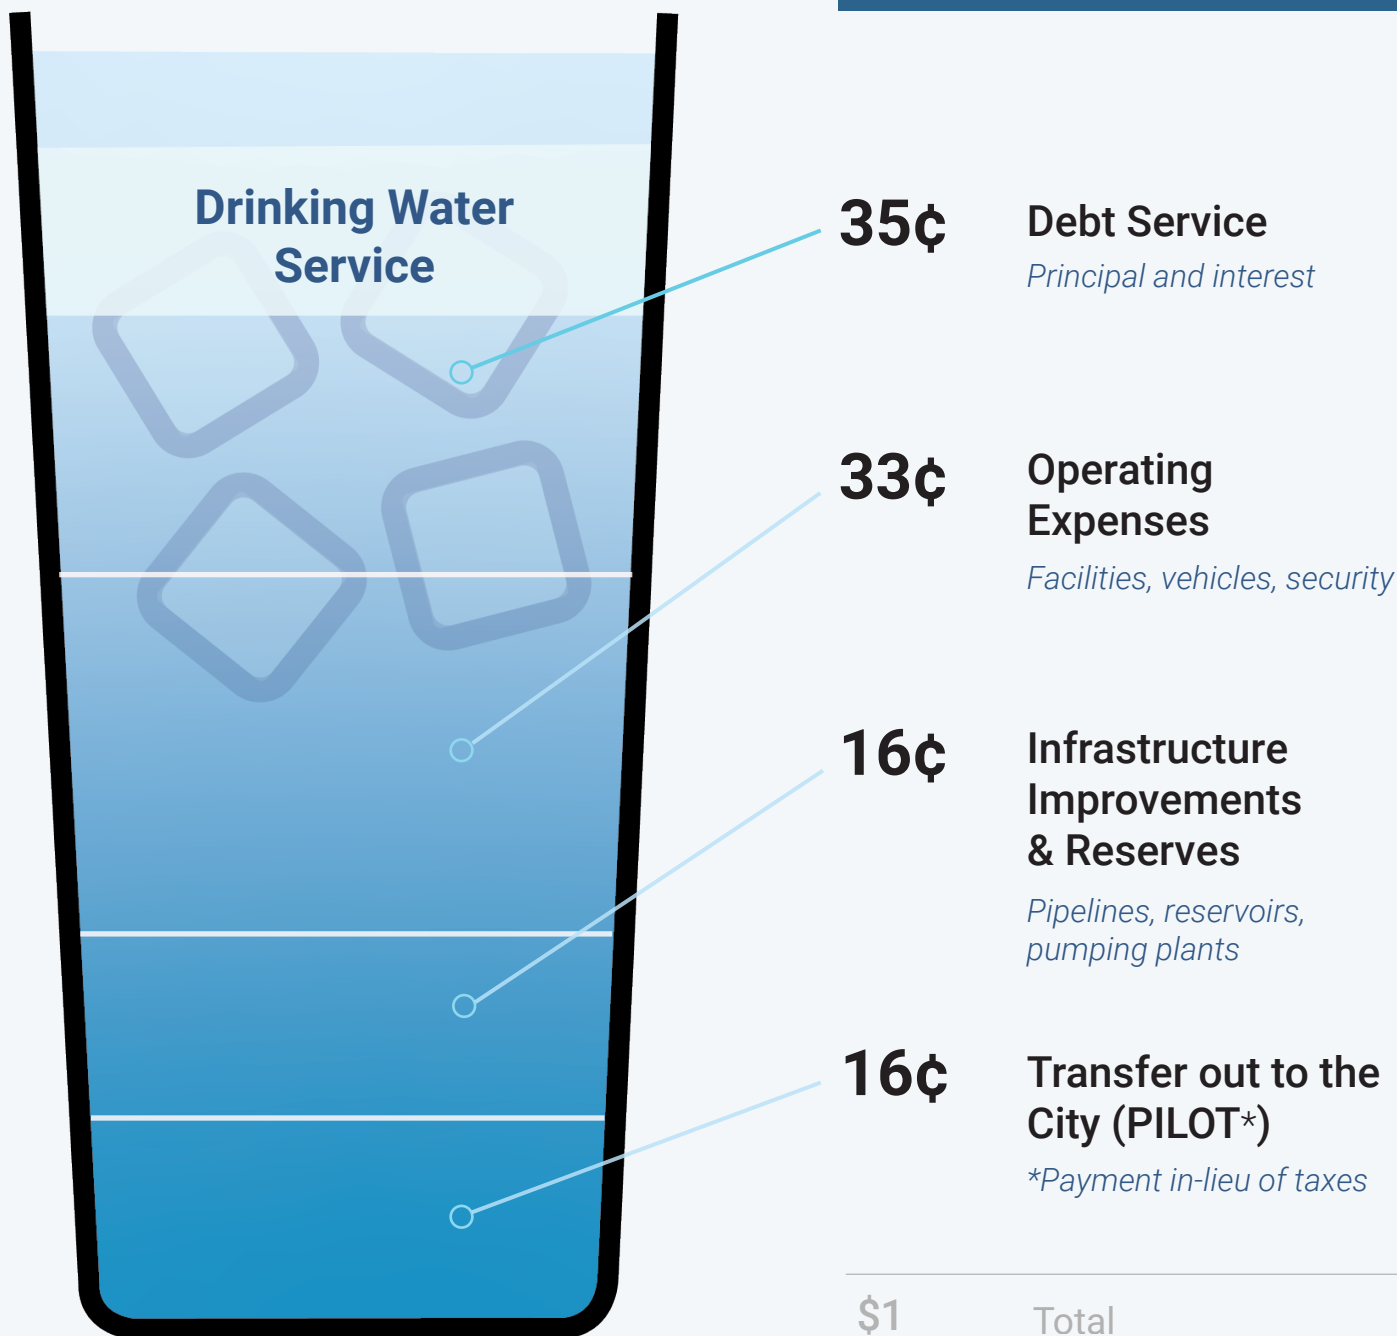 Drinking Water
Service
35¢
Debt Service
Principal and interest
33¢
Operating
Expenses
Facilities, vehicles, security
16¢
Infrastructure
Improvements
& Reserves
Pipelines, reservoirs,
pumping plants
16¢
Transfer out to the
City (PILOT*)
*Payment in-lieu of taxes
$1
Total